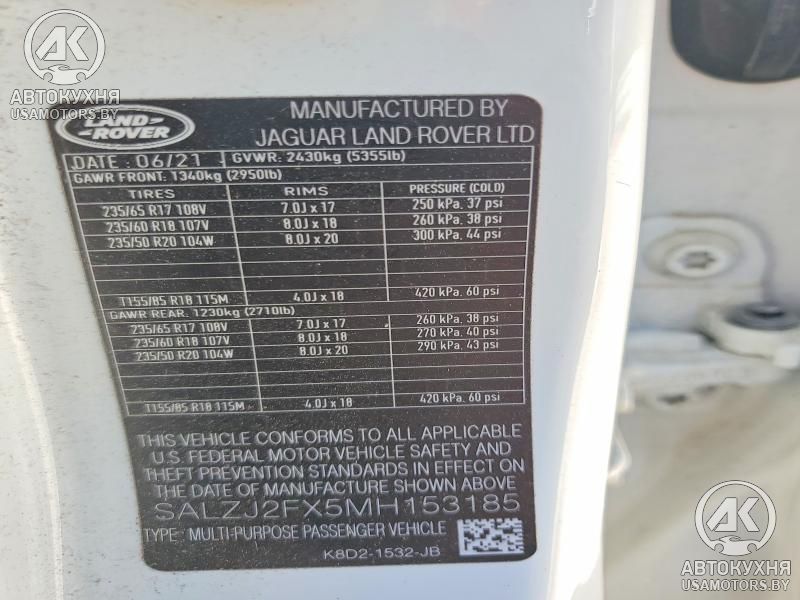 AK
АВТОКУХНЯ
USAMOTORS.BY
LAND
ROVER
MANUFACTURED BY
JAGUAR LAND ROVER LTD
DATE : 06/21 GVWR: 2430kg (5355lb)
GAWR FRONT: 1340kg (2950lb)
TIRES RIMS PRESSURE (COLD)
235/65 R17 108V 7.0J x 17 250 kPa. 37 psi
235/60 R18 107V 8.0J x 18 260 kPa. 38 psi
235/50 R20 104W 8.0J x 20 300 kPa. 44 psi
T155/85 R18 115M 4.0J x 18 420 kPa. 60 psi
GAWR REAR: 1230kg (2710lb)
235/65 R17 108V 7.0J x 17 260 kPa. 38 psi
235/60 R18 107V 8.0J x 18 270 kPa. 40 psi
235/50 R20 104W 8.0J x 20 290 kPa. 43 psi
T155/85 R18 115M 4.0J x 18 420 kPa. 60 psi
THIS VEHICLE CONFORMS TO ALL APPLICABLE
U.S. FEDERAL MOTOR VEHICLE SAFETY AND
THEFT PREVENTION STANDARDS IN EFFECT ON
THE DATE OF MANUFACTURE SHOWN ABOVE
SALZJ2FX5MH153185
TYPE: MULTI-PURPOSE PASSENGER VEHICLE
K8D2-1532-JB
AK
АВТОКУХНЯ
USAMOTORS.BY